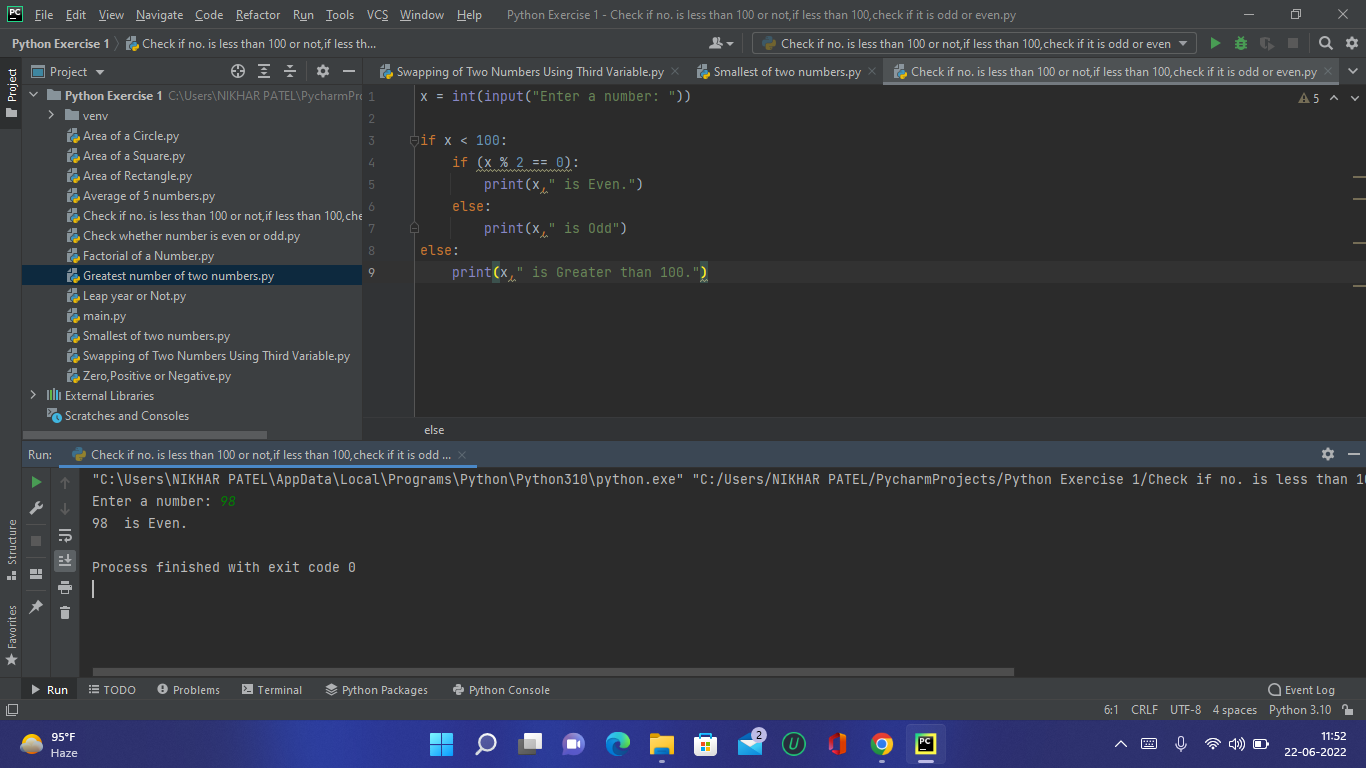 File Edit View Navigate Code Refactor Run Tools VCS Window Help Python Exercise 1 - Check if no. is less than 100 or not,if less than 100,check if it is odd or even.py
Python Exercise 1 Check if no. is less than 100 or not,if less th... Check if no. is less than 100 or not,if less than 100,check if it is odd or even
Project
Project
Swapping of Two Numbers Using Third Variable.py Smallest of two numbers.py Check if no. is less than 100 or not,if less than 100,check if it is odd or even.py
Python Exercise 1 C:\Users\NIKHAR PATEL\PycharmPr
venv
Area of a Circle.py
Area of a Square.py
Area of Rectangle.py
Average of 5 numbers.py
Check if no. is less than 100 or not,if less than 100,che
Check whether number is even or odd.py
Factorial of a Number.py
Greatest number of two numbers.py
Leap year or Not.py
main.py
Smallest of two numbers.py
Swapping of Two Numbers Using Third Variable.py
Zero,Positive or Negative.py
External Libraries
Scratches and Consoles
1 x = int(input("Enter a number: "))
5
2
3 if x < 100:
4 if (x % 2 == 0):
5 print(x," is Even.")
6 else:
7 print(x," is Odd")
8 else:
9 print(x," is Greater than 100.")
else
Run: Check if no. is less than 100 or not,if less than 100,check if it is odd ...
"C:\Users\NIKHAR PATEL\AppData\Local\Programs\Python\Python310\python.exe" "C:/Users/NIKHAR PATEL/PycharmProjects/Python Exercise 1/Check if no. is less than 10
Enter a number: 98
98  is Even.
Process finished with exit code 0
Structure
Favorites
Run TODO Problems Terminal Python Packages Python Console Event Log
6:1 CRLF UTF-8 4 spaces Python 3.10
95°F
Haze
2
U
PC
11:52
22-06-2022